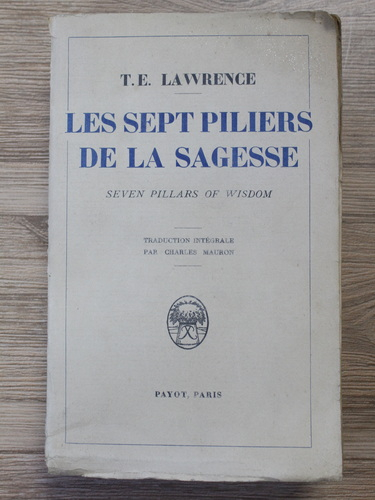 T. E. LAWRENCE
LES SEPT PILIERS
DE LA SAGESSE
SEVEN PILLARS OF WISDOM
TRADUCTION INTÉGRALE
PAR CHARLES MAURON
PAYOT, PARIS